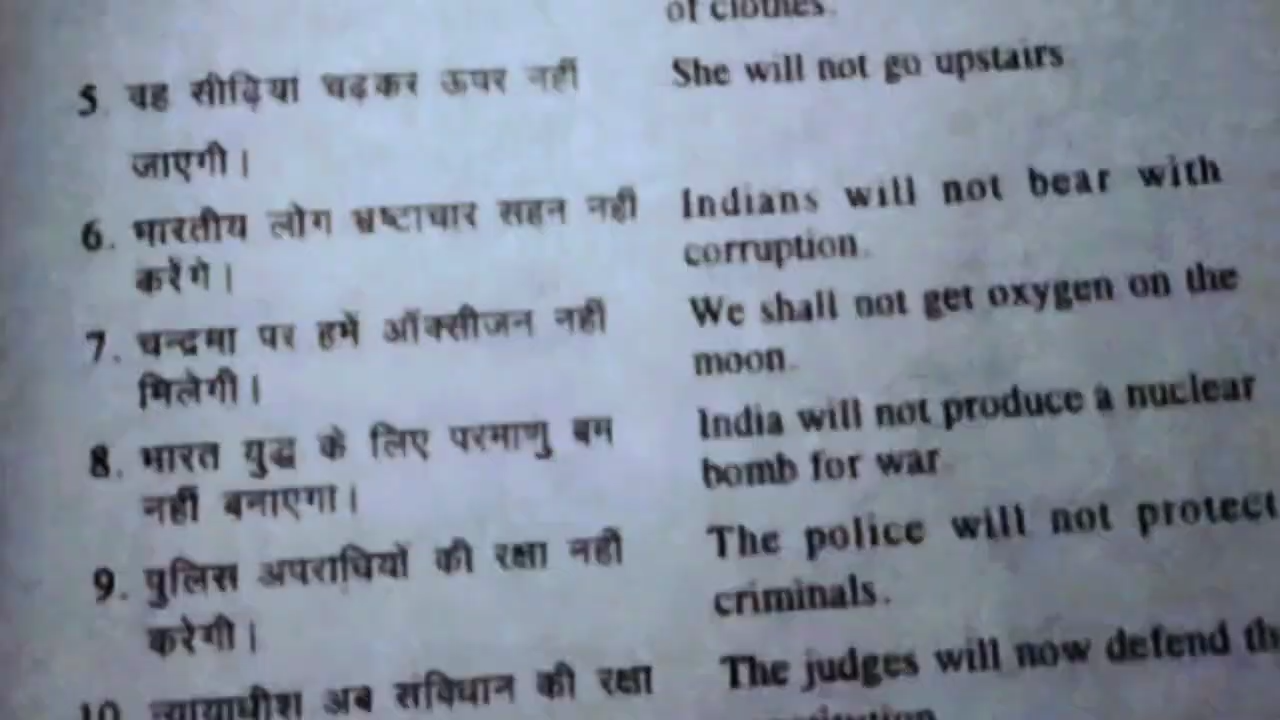 of clothes.
5. वह सीढ़ियां चढ़कर ऊपर नहीं
जाएगी।
She will not go upstairs
6. भारतीय लोग भ्रष्टाचार सहन नहीं
करेंगे।
Indians will not bear with
corruption.
7. चन्द्रमा पर हमें ऑक्सीजन नहीं
मिलेगी।
We shall not get oxygen on the
moon.
8. भारत युद्ध के लिए परमाणु बम
नहीं बनाएगा।
India will not produce a nuclear
bomb for war.
9. पुलिस अपराधियों की रक्षा नहीं
करेगी।
The police will not protect
criminals.
10. न्यायाधीश अब संविधान की रक्षा
The judges will now defend